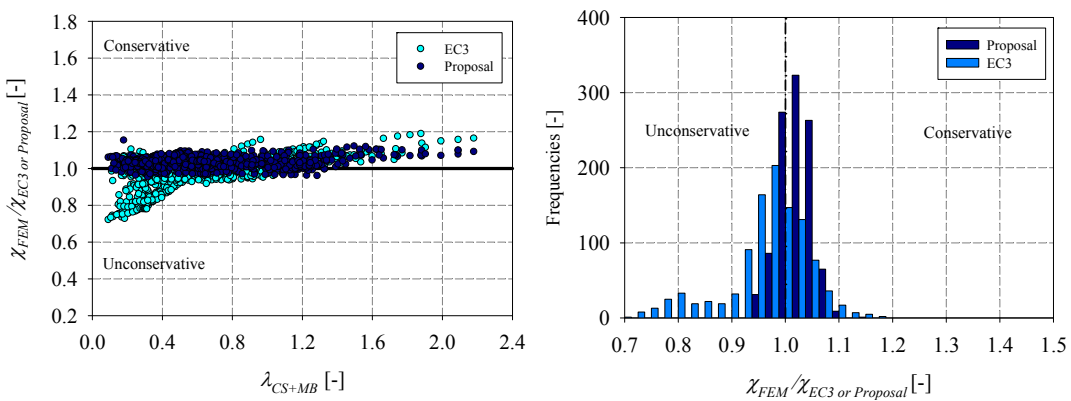 1.8
1.6
1.4
1.2
1.0
0.8
0.6
0.4
0.2
Conservative
Unconservative
EC3
Proposal
0.0 0.4 0.8 1.2 1.6 2.0 2.4
λCS+MB [-]
χFEM/χEC3 or Proposal [-]
400
300
200
100
0
Proposal
EC3
Unconservative
Conservative
0.7 0.8 0.9 1.0 1.1 1.2 1.3 1.4 1.5
χFEM/χEC3 or Proposal [-]
Frequencies [-]